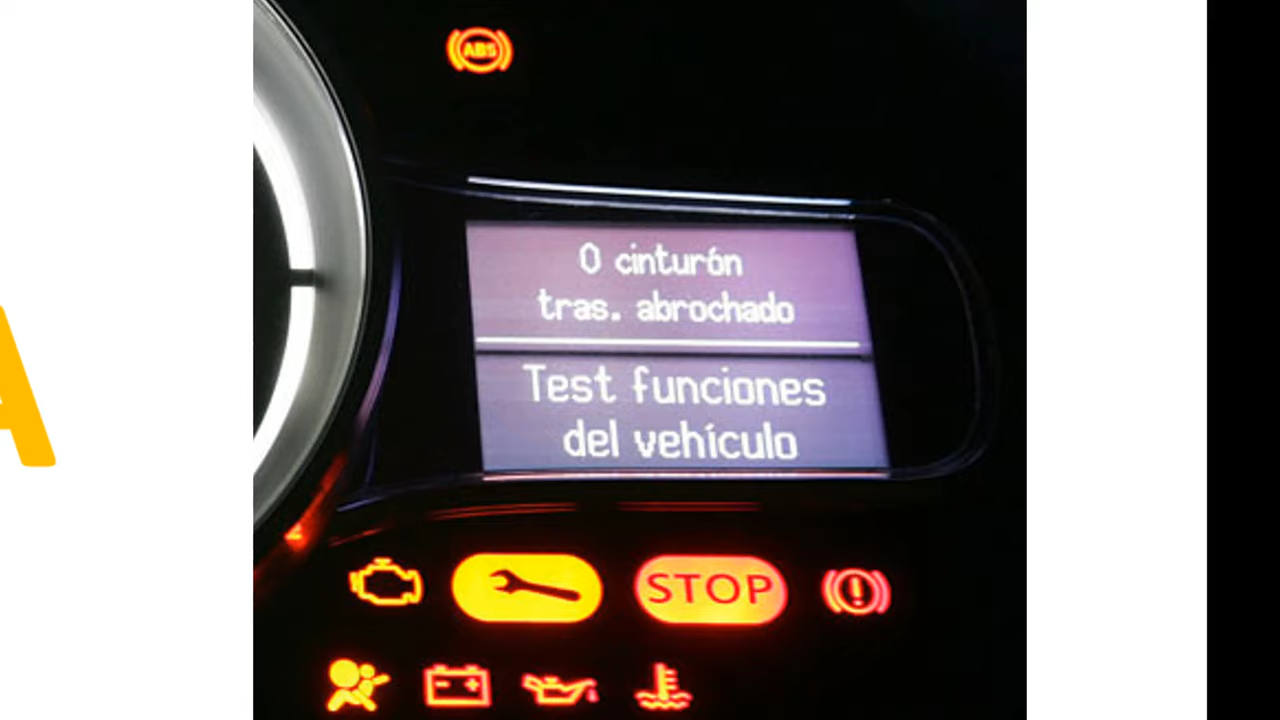 A
ABS
0 cinturón
tras. abrochado
Test funciones
del vehículo
STOP